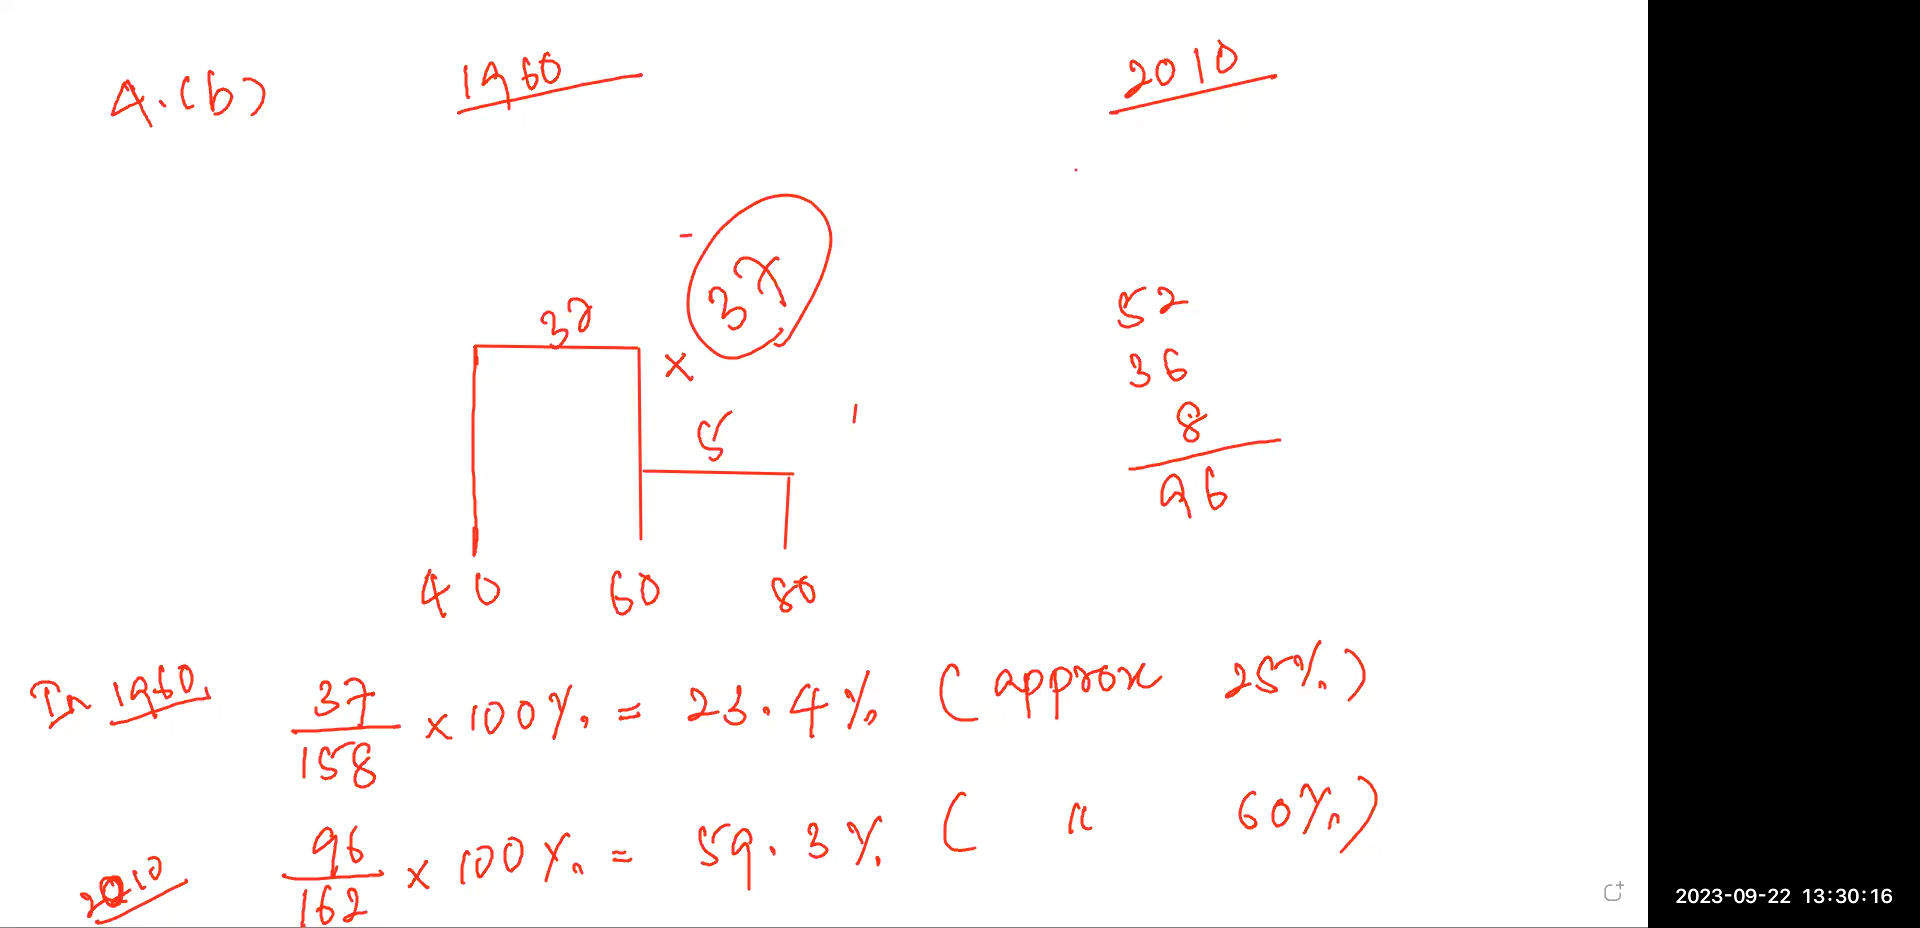 4.(b) 1960 2010
37
32
x
5
52
36
8
96
40 60 80
In 1960, 37/158 x 100% = 23.4% (approx 25%)
2010 96/162 x 100% = 59.3% ( " 60%)
2023-09-22 13:30:16